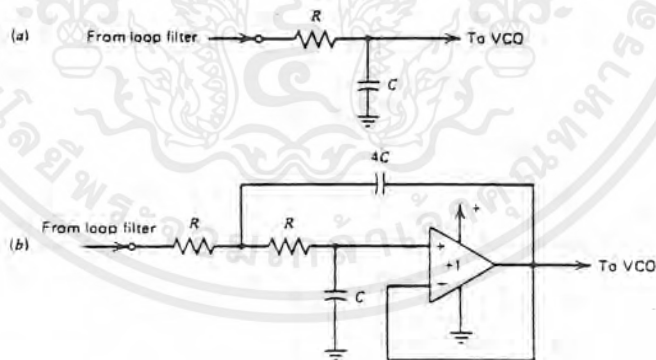 (a) From loop filter R To VCO
C
4C
(b) From loop filter R R + +1 − + To VCO
C